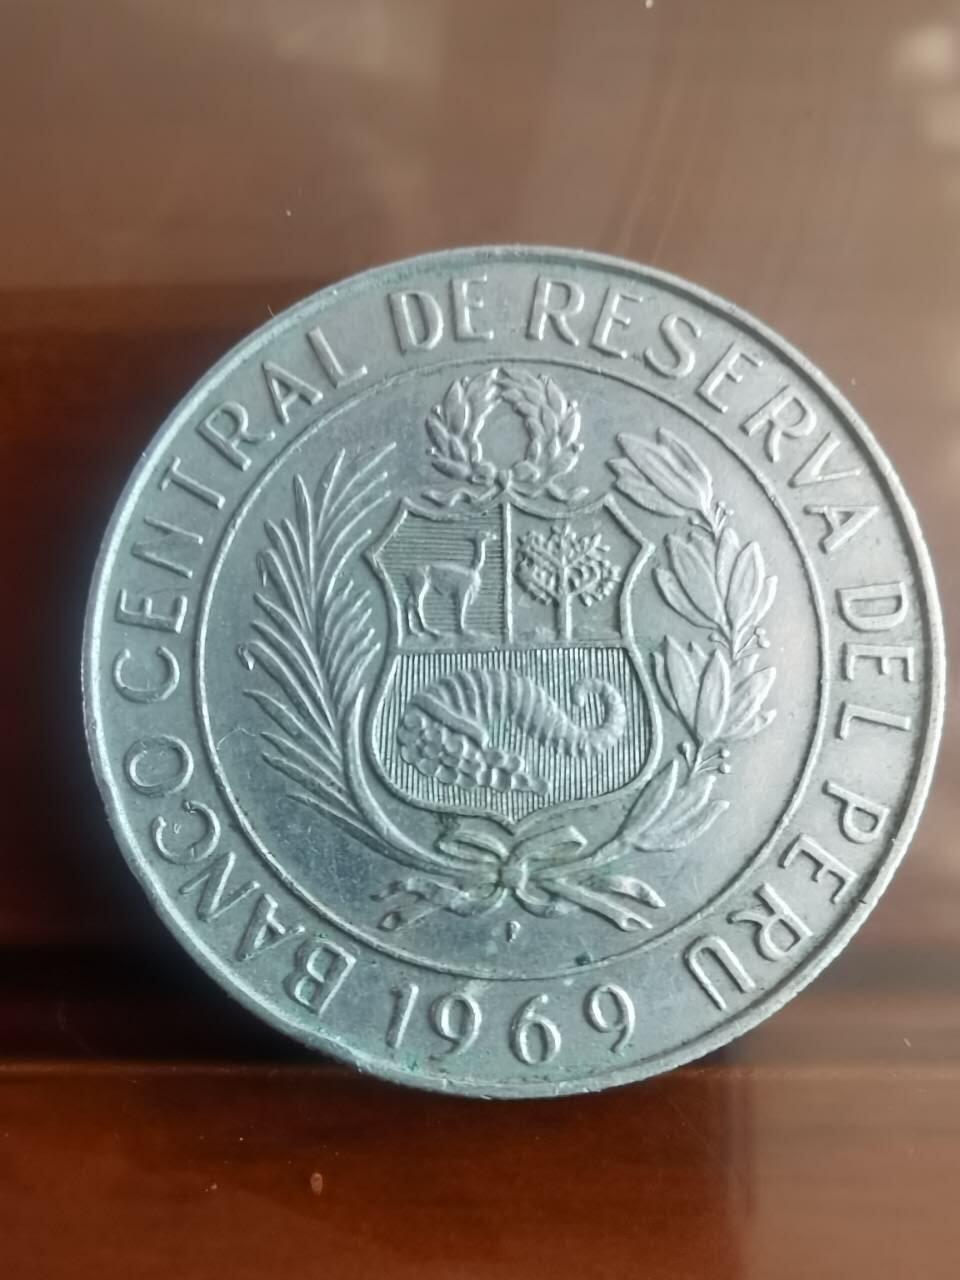 BANCO CENTRAL DE RESERVA DEL PERU
1969
P